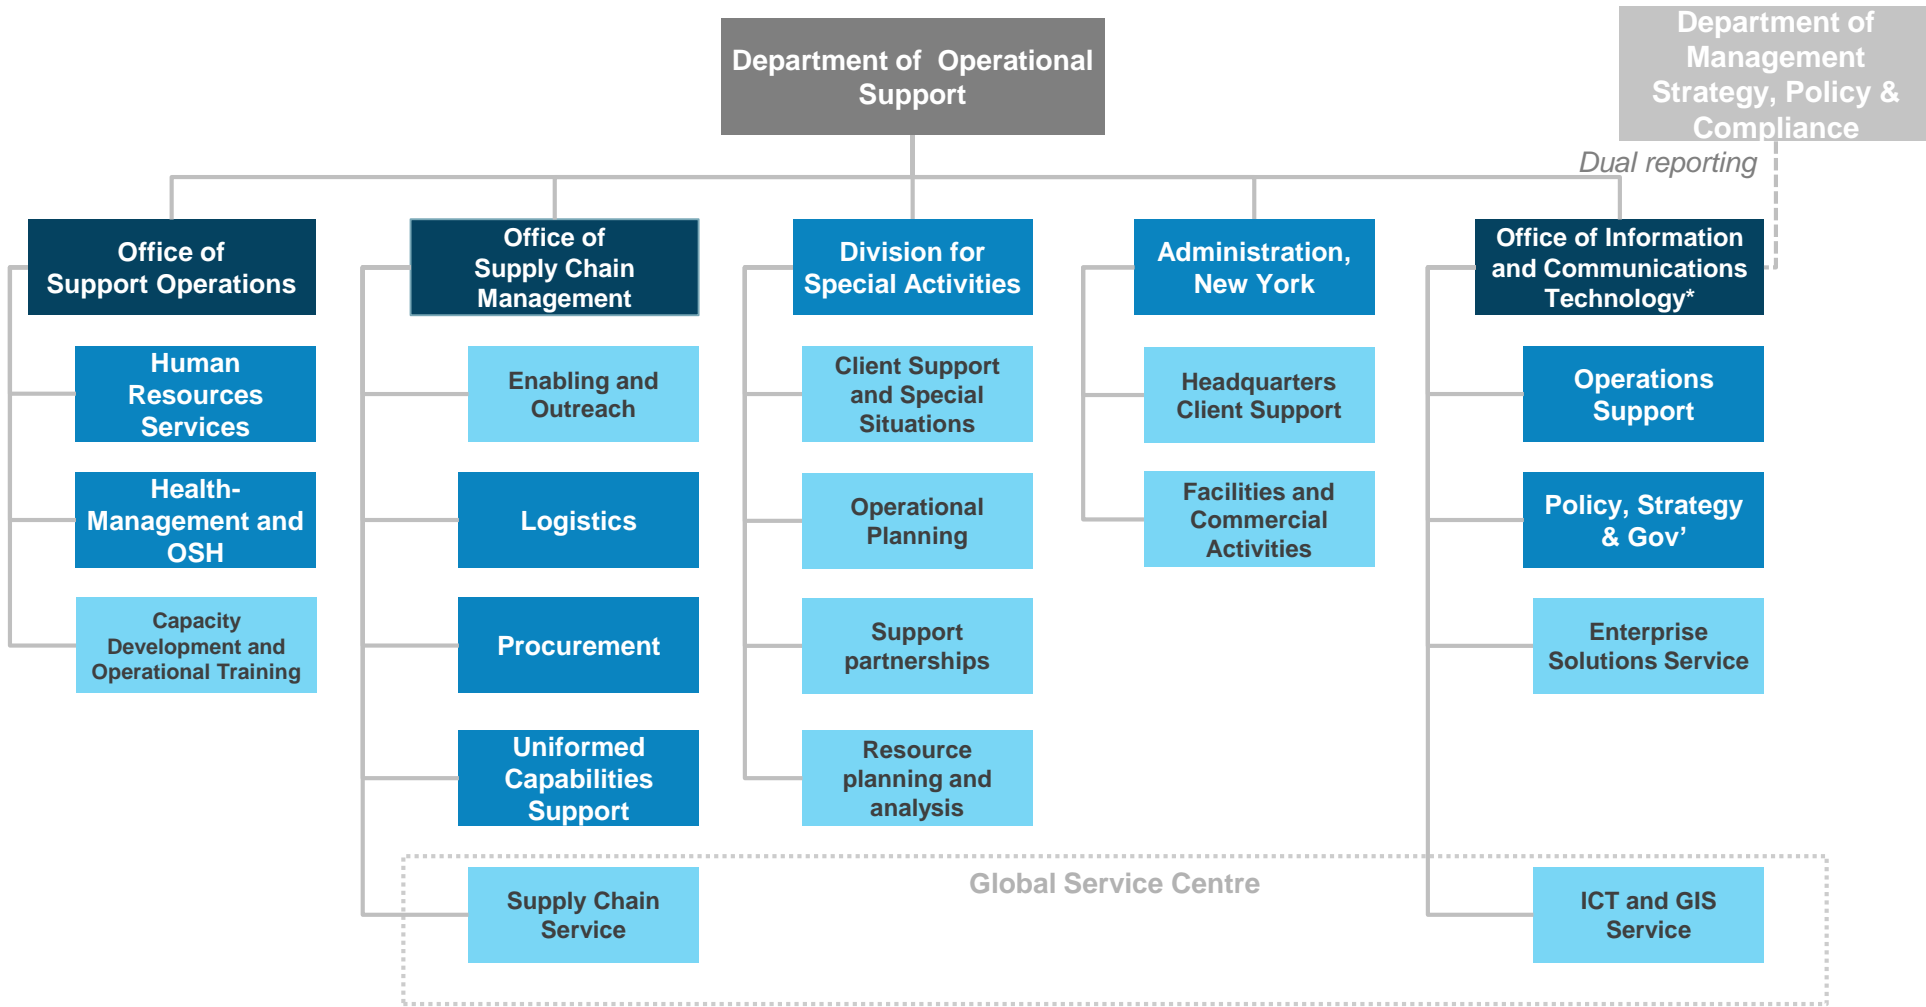 Department of Operational
Support
Department of
Management
Strategy, Policy &
Compliance
Dual reporting
Office of
Support Operations
Office of
Supply Chain
Management
Division for
Special Activities
Administration,
New York
Office of Information
and Communications
Technology*
Human
Resources
Services
Enabling and
Outreach
Client Support
and Special
Situations
Headquarters
Client Support
Operations
Support
Health-
Management and
OSH
Logistics
Operational
Planning
Facilities and
Commercial
Activities
Policy, Strategy
& Gov’
Capacity
Development and
Operational Training
Procurement
Support
partnerships
Enterprise
Solutions Service
Uniformed
Capabilities
Support
Resource
planning and
analysis
Global Service Centre
Supply Chain
Service
ICT and GIS
Service